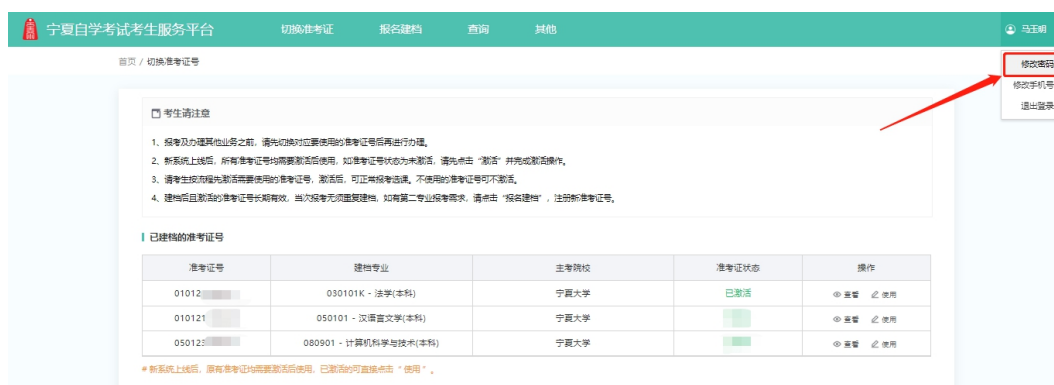 宁夏自学考试考生服务平台 切换准考证 报名建档 查询 其他 马玉明
首页 / 切换准考证号
修改密码
修改手机号
退出登录
考生请注意
1、报考及办理其他业务之前，请先切换对应要使用的准考证号后再进行办理。
2、新系统上线后，所有准考证号均需要激活后使用，如准考证号状态为未激活，请先点击“激活”并完成激活操作。
3、请考生按流程先激活需要使用的准考证号，激活后，可正常报考选课。不使用的准考证号可不激活。
4、建档后且激活的准考证号长期有效，当次报考无须重复建档，如有第二专业报考需求，请点击“报名建档”，注册新准考证号。
已建档的准考证号
准考证号 建档专业 主考院校 准考证状态 操作
01012 030101K - 法学(本科) 宁夏大学 已激活 查看 使用
010121 050101 - 汉语言文学(本科) 宁夏大学 查看 使用
05012 080901 - 计算机科学与技术(本科) 宁夏大学 查看 使用
# 新系统上线后，原有准考证均需要激活后使用，已激活的可直接点击“使用”。